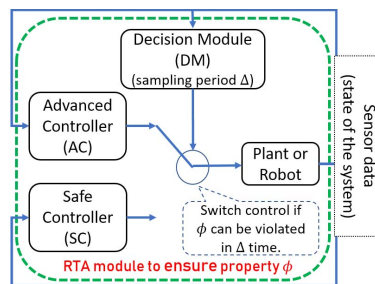 Decision Module
(DM)
(sampling period Δ)
Advanced
Controller
(AC)
Plant or
Robot
Sensor data
(state of the system)
Safe
Controller
(SC)
Switch control if
ϕ can be violated
in Δ time.
RTA module to ensure property ϕ